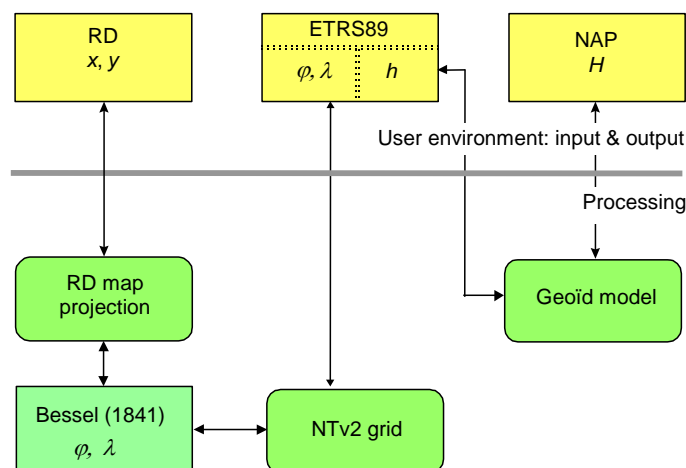 RD
x, y
ETRS89
φ, λ
h
NAP
H
User environment: input & output
Processing
RD map
projection
Geoïd model
Bessel (1841)
φ, λ
NTv2 grid